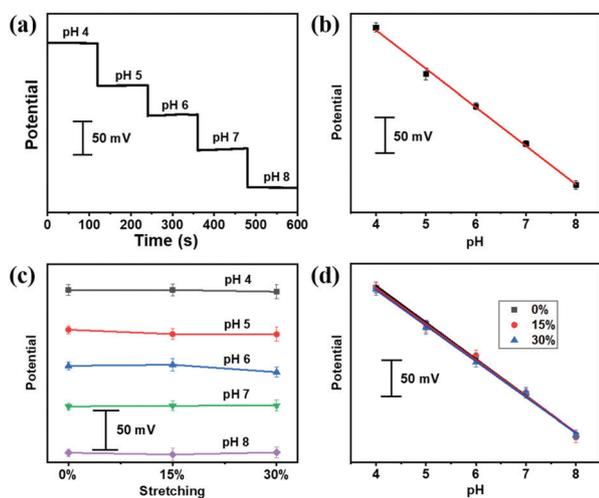 (a)
pH 4
pH 5
pH 6
pH 7
pH 8
50 mV
Potential
0 100 200 300 400 500 600
Time (s)
(b)
50 mV
Potential
4 5 6 7 8
pH
(c)
pH 4
pH 5
pH 6
pH 7
50 mV
pH 8
Potential
0% 15% 30%
Stretching
(d)
0%
15%
30%
50 mV
Potential
4 5 6 7 8
pH